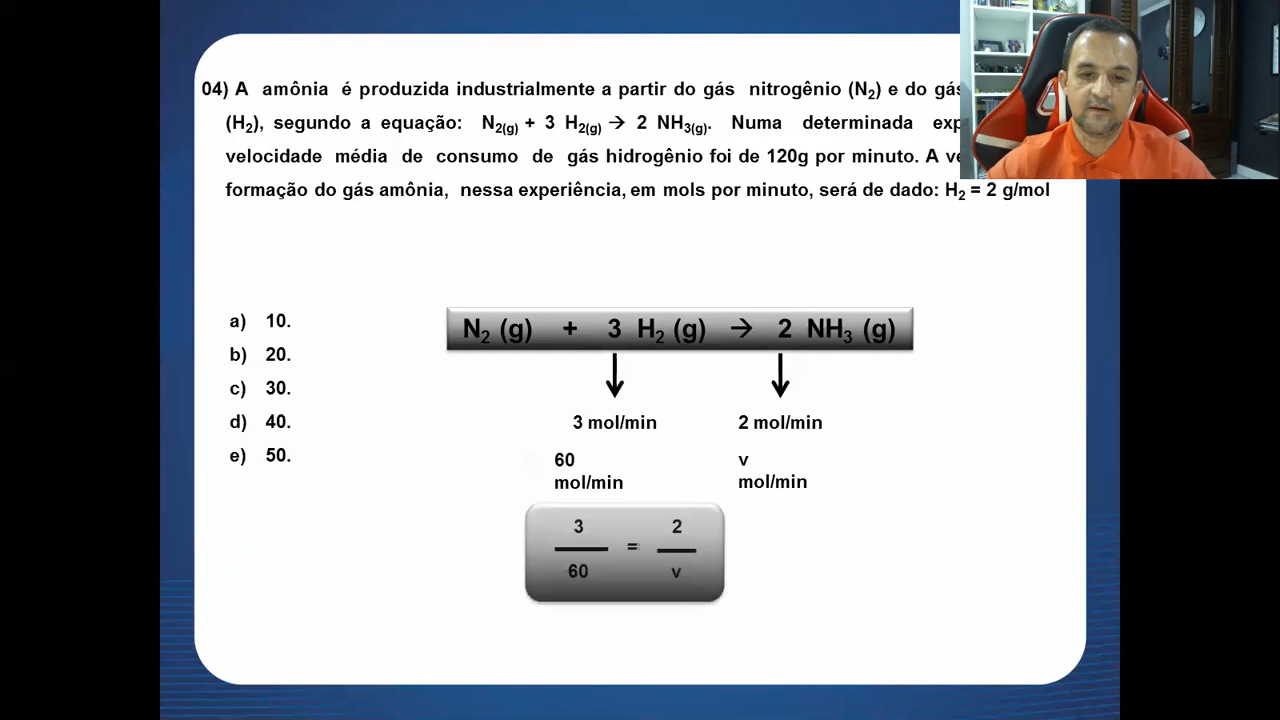 04) A amônia é produzida industrialmente a partir do gás nitrogênio (N₂) e do gás
(H₂), segundo a equação: N₂(g) + 3 H₂(g) → 2 NH₃(g). Numa determinada
velocidade média de consumo de gás hidrogênio foi de 120g por minuto. A
formação do gás amônia, nessa experiência, em mols por minuto, será de dado: H₂ = 2 g/mol
a) 10.
b) 20.
c) 30.
d) 40.
e) 50.
N₂ (g) + 3 H₂ (g) → 2 NH₃ (g)
3 mol/min 2 mol/min
60 v
mol/min mol/min
3 2
=
60 v